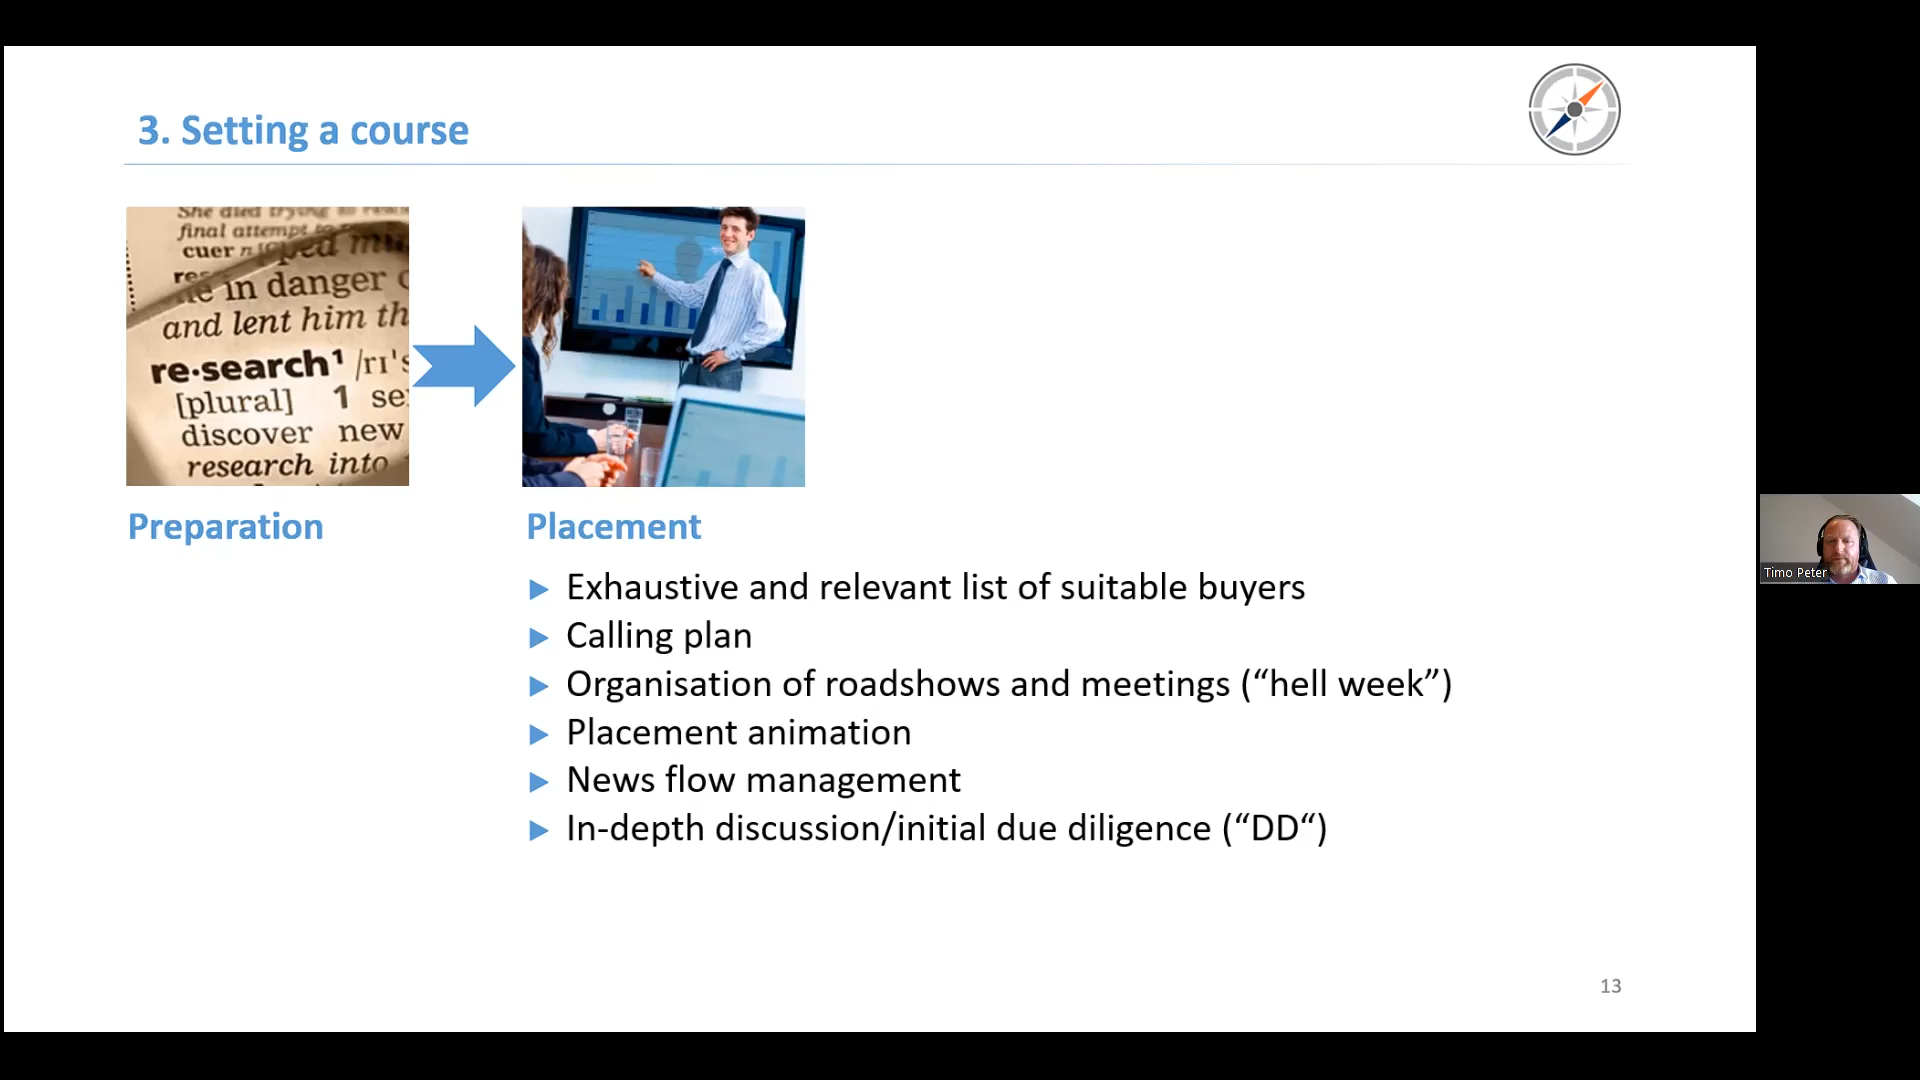 3. Setting a course
She died trying to
final attempt to
cuer n
in danger
and lent him th
re·search¹ /rɪ's
[plural] 1 se
discover new
research into
Preparation
Placement
Exhaustive and relevant list of suitable buyers
Calling plan
Organisation of roadshows and meetings (“hell week”)
Placement animation
News flow management
In-depth discussion/initial due diligence (“DD“)
13
Timo Peter